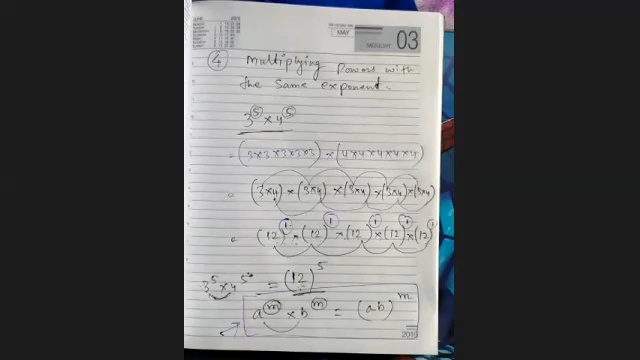 MAY
MONDAY 03
④ Multiplying Powers with
the Same exponent.
3^5 × 4^5
= (3×3×3×3×3) × (4×4×4×4×4)
= (3×4) × (3×4) × (3×4) × (3×4) × (3×4)
= (12)^1 × (12)^1 × (12)^1 × (12)^1 × (12)^1
3^5 × 4^5 = (12)^5
a^m × b^m = (ab)^m